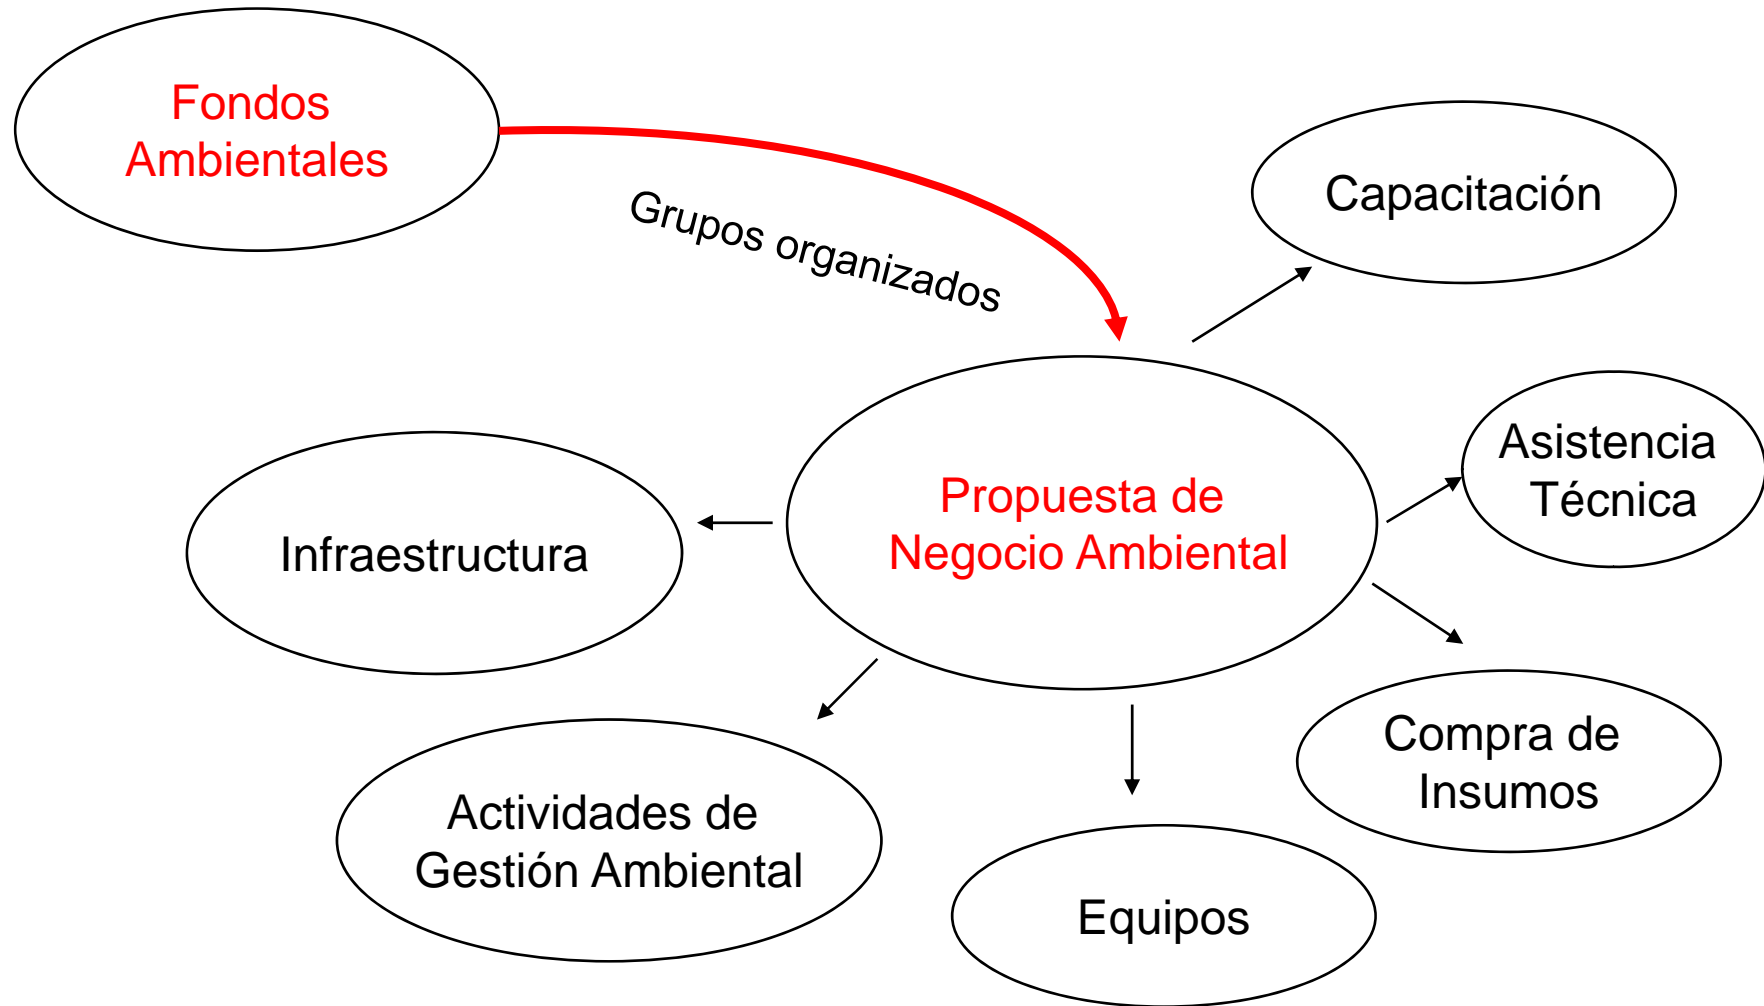 Fondos
Ambientales
Grupos organizados
Capacitación
Asistencia
Técnica
Propuesta de
Negocio Ambiental
Infraestructura
Compra de
Insumos
Actividades de
Gestión Ambiental
Equipos